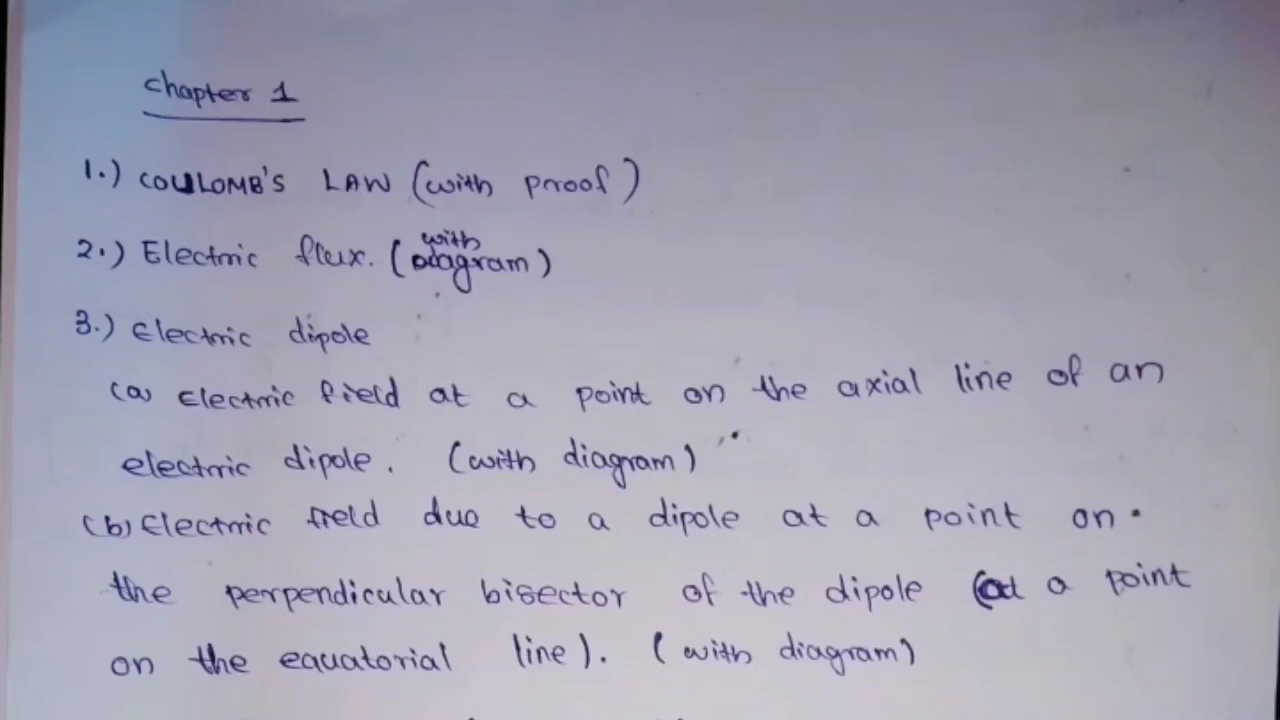 chapter 1
1.) COULOMB'S LAW (with proof)
2.) Electric flux. (with diagram)
3.) Electric dipole
(a) Electric field at a point on the axial line of an
electric dipole. (with diagram)
(b) Electric field due to a dipole at a point on
the perpendicular bisector of the dipole (at a point
on the equatorial line). (with diagram)